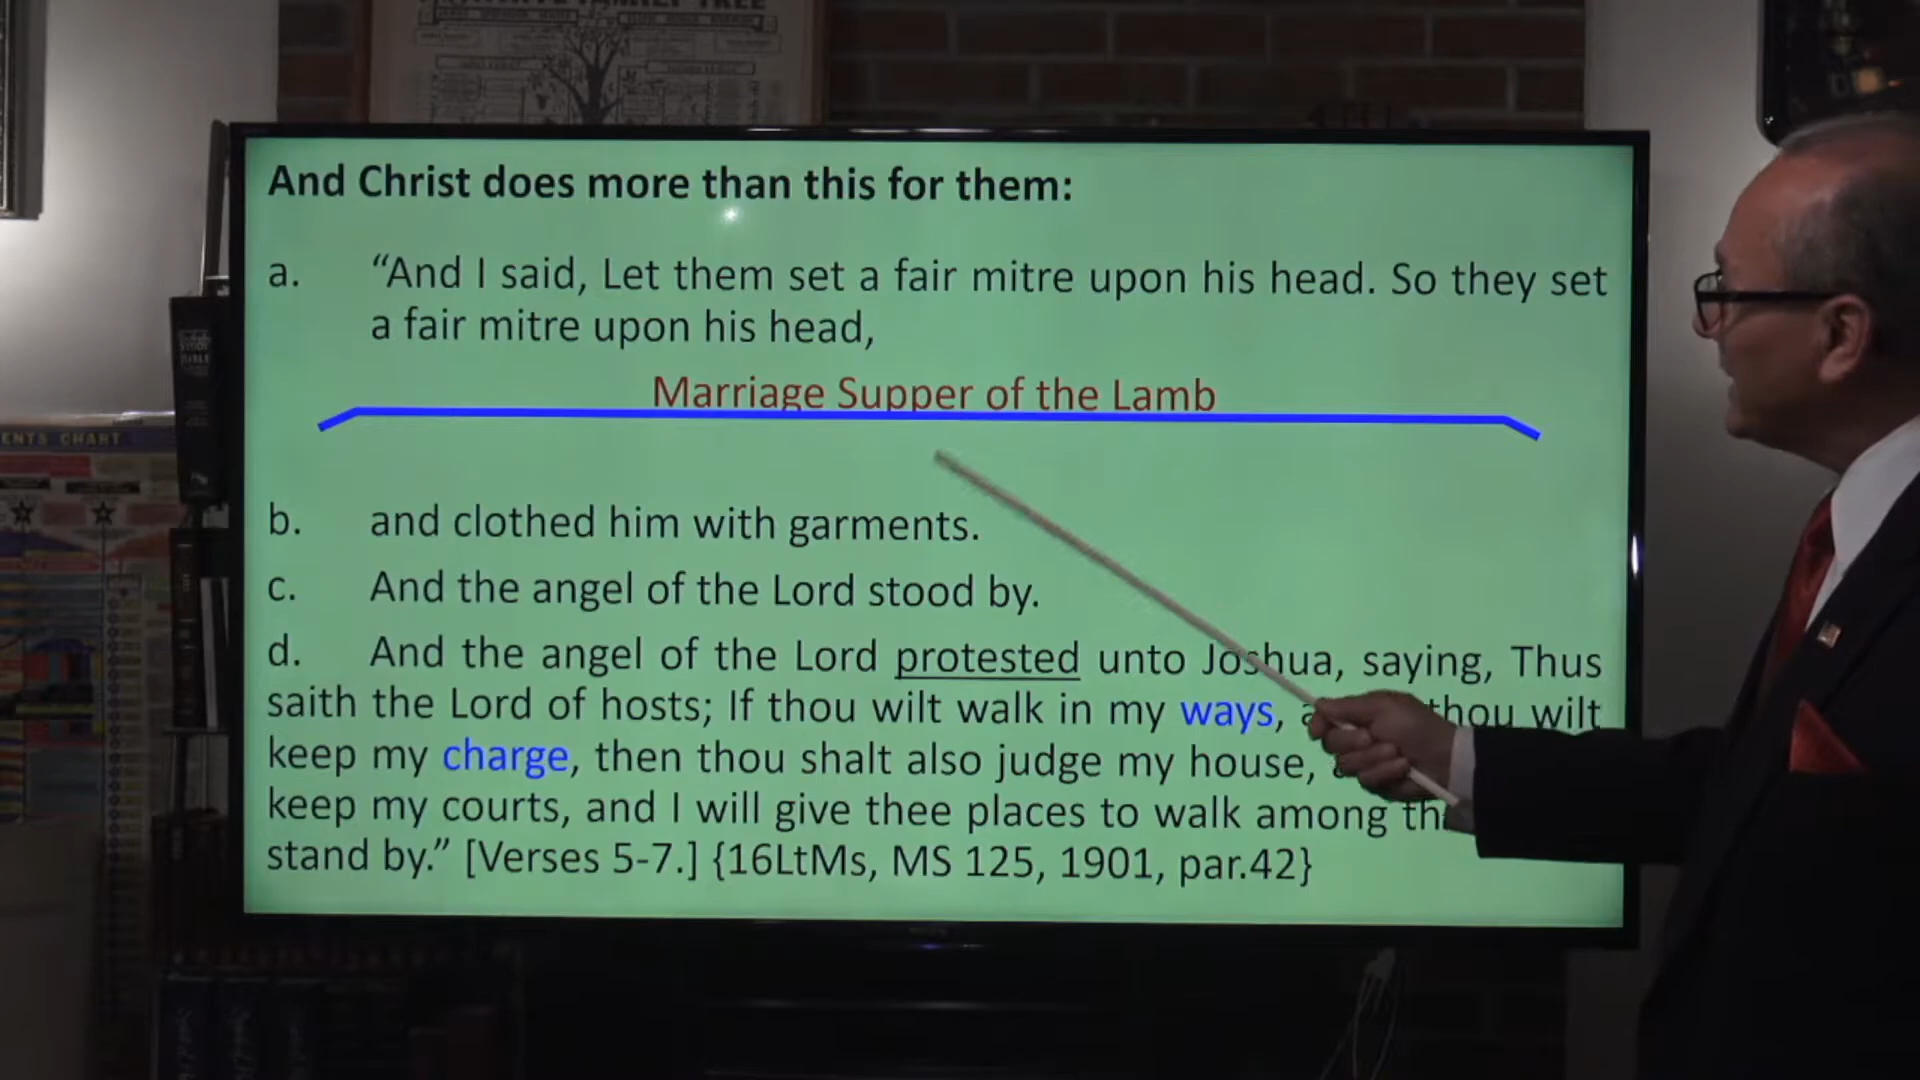 FAMILY TREE
And Christ does more than this for them:
a. “And I said, Let them set a fair mitre upon his head. So they set
a fair mitre upon his head,
Marriage Supper of the Lamb
b. and clothed him with garments.
c. And the angel of the Lord stood by.
d. And the angel of the Lord protested unto Joshua, saying, Thus
saith the Lord of hosts; If thou wilt walk in my ways, thou wilt
keep my charge, then thou shalt also judge my house,
keep my courts, and I will give thee places to walk among
stand by.” [Verses 5-7.] {16LtMs, MS 125, 1901, par.42}
ENTS CHART
BIBLE